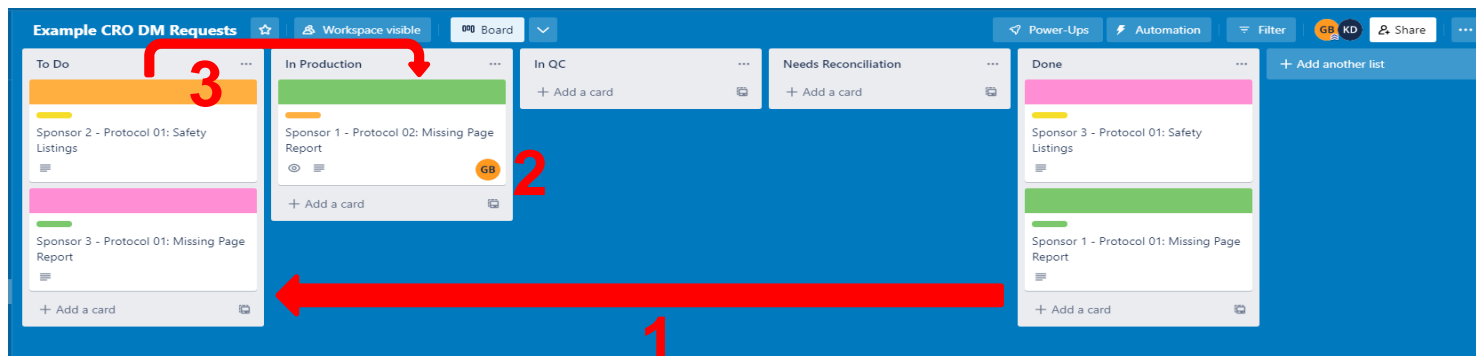 Example CRO DM Requests
Workspace visible
Board
Power-Ups
Automation
Filter
GB
KD
Share
To Do
3
Sponsor 2 - Protocol 01: Safety
Listings
Sponsor 3 - Protocol 01: Missing Page
Report
+ Add a card
In Production
Sponsor 1 - Protocol 02: Missing Page
Report
GB
2
+ Add a card
In QC
+ Add a card
Needs Reconciliation
+ Add a card
Done
Sponsor 3 - Protocol 01: Safety
Listings
Sponsor 1 - Protocol 01: Missing Page
Report
+ Add a card
+ Add another list
1